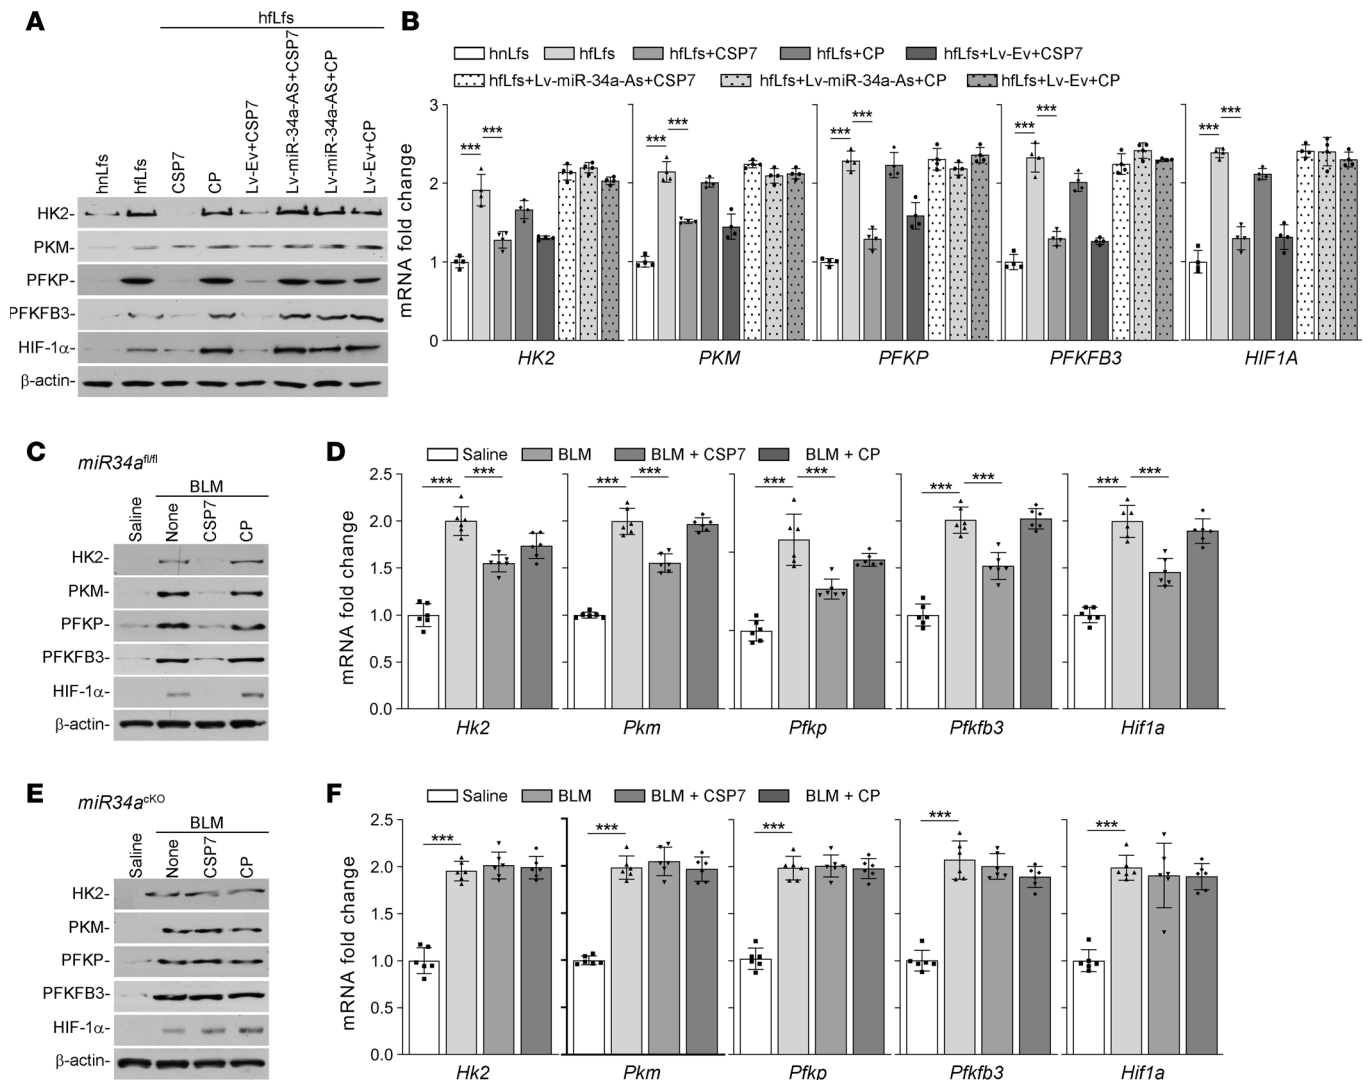 A
hfLfs
hnLfs
hfLfs
CSP7
CP
Lv-Ev+CSP7
Lv-miR-34a-AS+CSP7
Lv-miR-34a-AS+CP
Lv-Ev+CP
HK2-
PKM-
PFKP-
PFKFB3-
HIF-1α-
β-actin-
B
hnLfs hfLfs hfLfs+CSP7 hfLfs+CP hfLfs+Lv-Ev+CSP7
hfLfs+Lv-miR-34a-As+CSP7 hfLfs+Lv-miR-34a-As+CP hfLfs+Lv-Ev+CP
mRNA fold change
3
2
1
0
*** *** *** *** *** *** *** *** *** ***
HK2 PKM PFKP PFKFB3 HIF1A
C
miR34afl/fl
BLM
Saline
None
CSP7
CP
HK2-
PKM-
PFKP-
PFKFB3-
HIF-1α-
β-actin-
D
Saline BLM BLM + CSP7 BLM + CP
mRNA fold change
2.5
2.0
1.5
1.0
0.5
0.0
*** *** *** *** *** *** *** *** *** ***
Hk2 Pkm Pfkp Pfkfb3 Hif1a
E
miR34acKO
BLM
Saline
None
CSP7
CP
HK2-
PKM-
PFKP-
PFKFB3-
HIF-1α-
β-actin-
F
Saline BLM BLM + CSP7 BLM + CP
mRNA fold change
2.5
2.0
1.5
1.0
0.5
0.0
*** *** *** *** ***
Hk2 Pkm Pfkp Pfkfb3 Hif1a